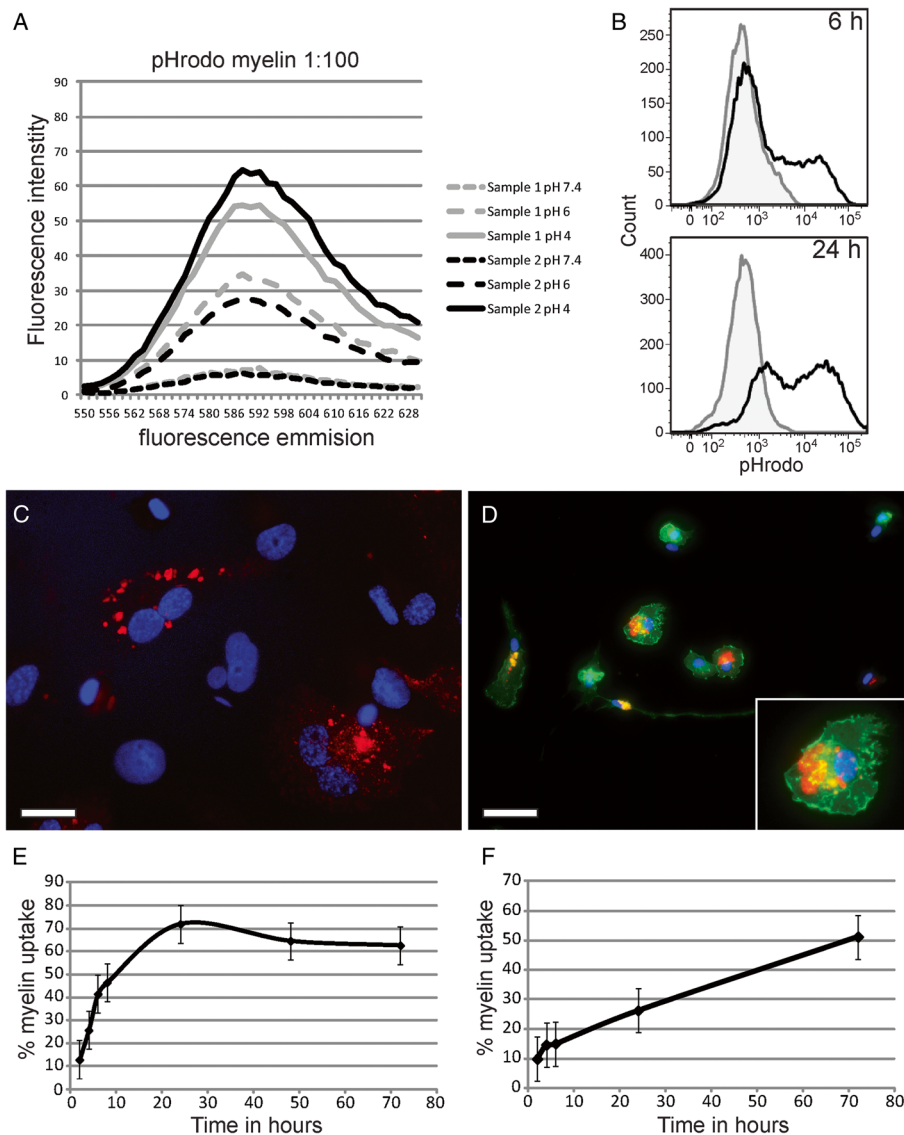 A
pHrodo myelin 1:100
90
80
70
60
50
40
30
20
10
0
Fluorescence intenstity
550 556 562 568 574 580 586 592 598 604 610 616 622 628
fluorescence emmision
Sample 1 pH 7.4
Sample 1 pH 6
Sample 1 pH 4
Sample 2 pH 7.4
Sample 2 pH 6
Sample 2 pH 4
B
6 h
250
200
150
100
50
0
0 10² 10³ 10⁴ 10⁵
Count
24 h
400
300
200
100
0
0 10² 10³ 10⁴ 10⁵
pHrodo
C
D
E
90
80
70
60
50
40
30
20
10
0
% myelin uptake
0 10 20 30 40 50 60 70 80
Time in hours
F
70
60
50
40
30
20
10
0
% myelin uptake
0 10 20 30 40 50 60 70 80
Time in hours